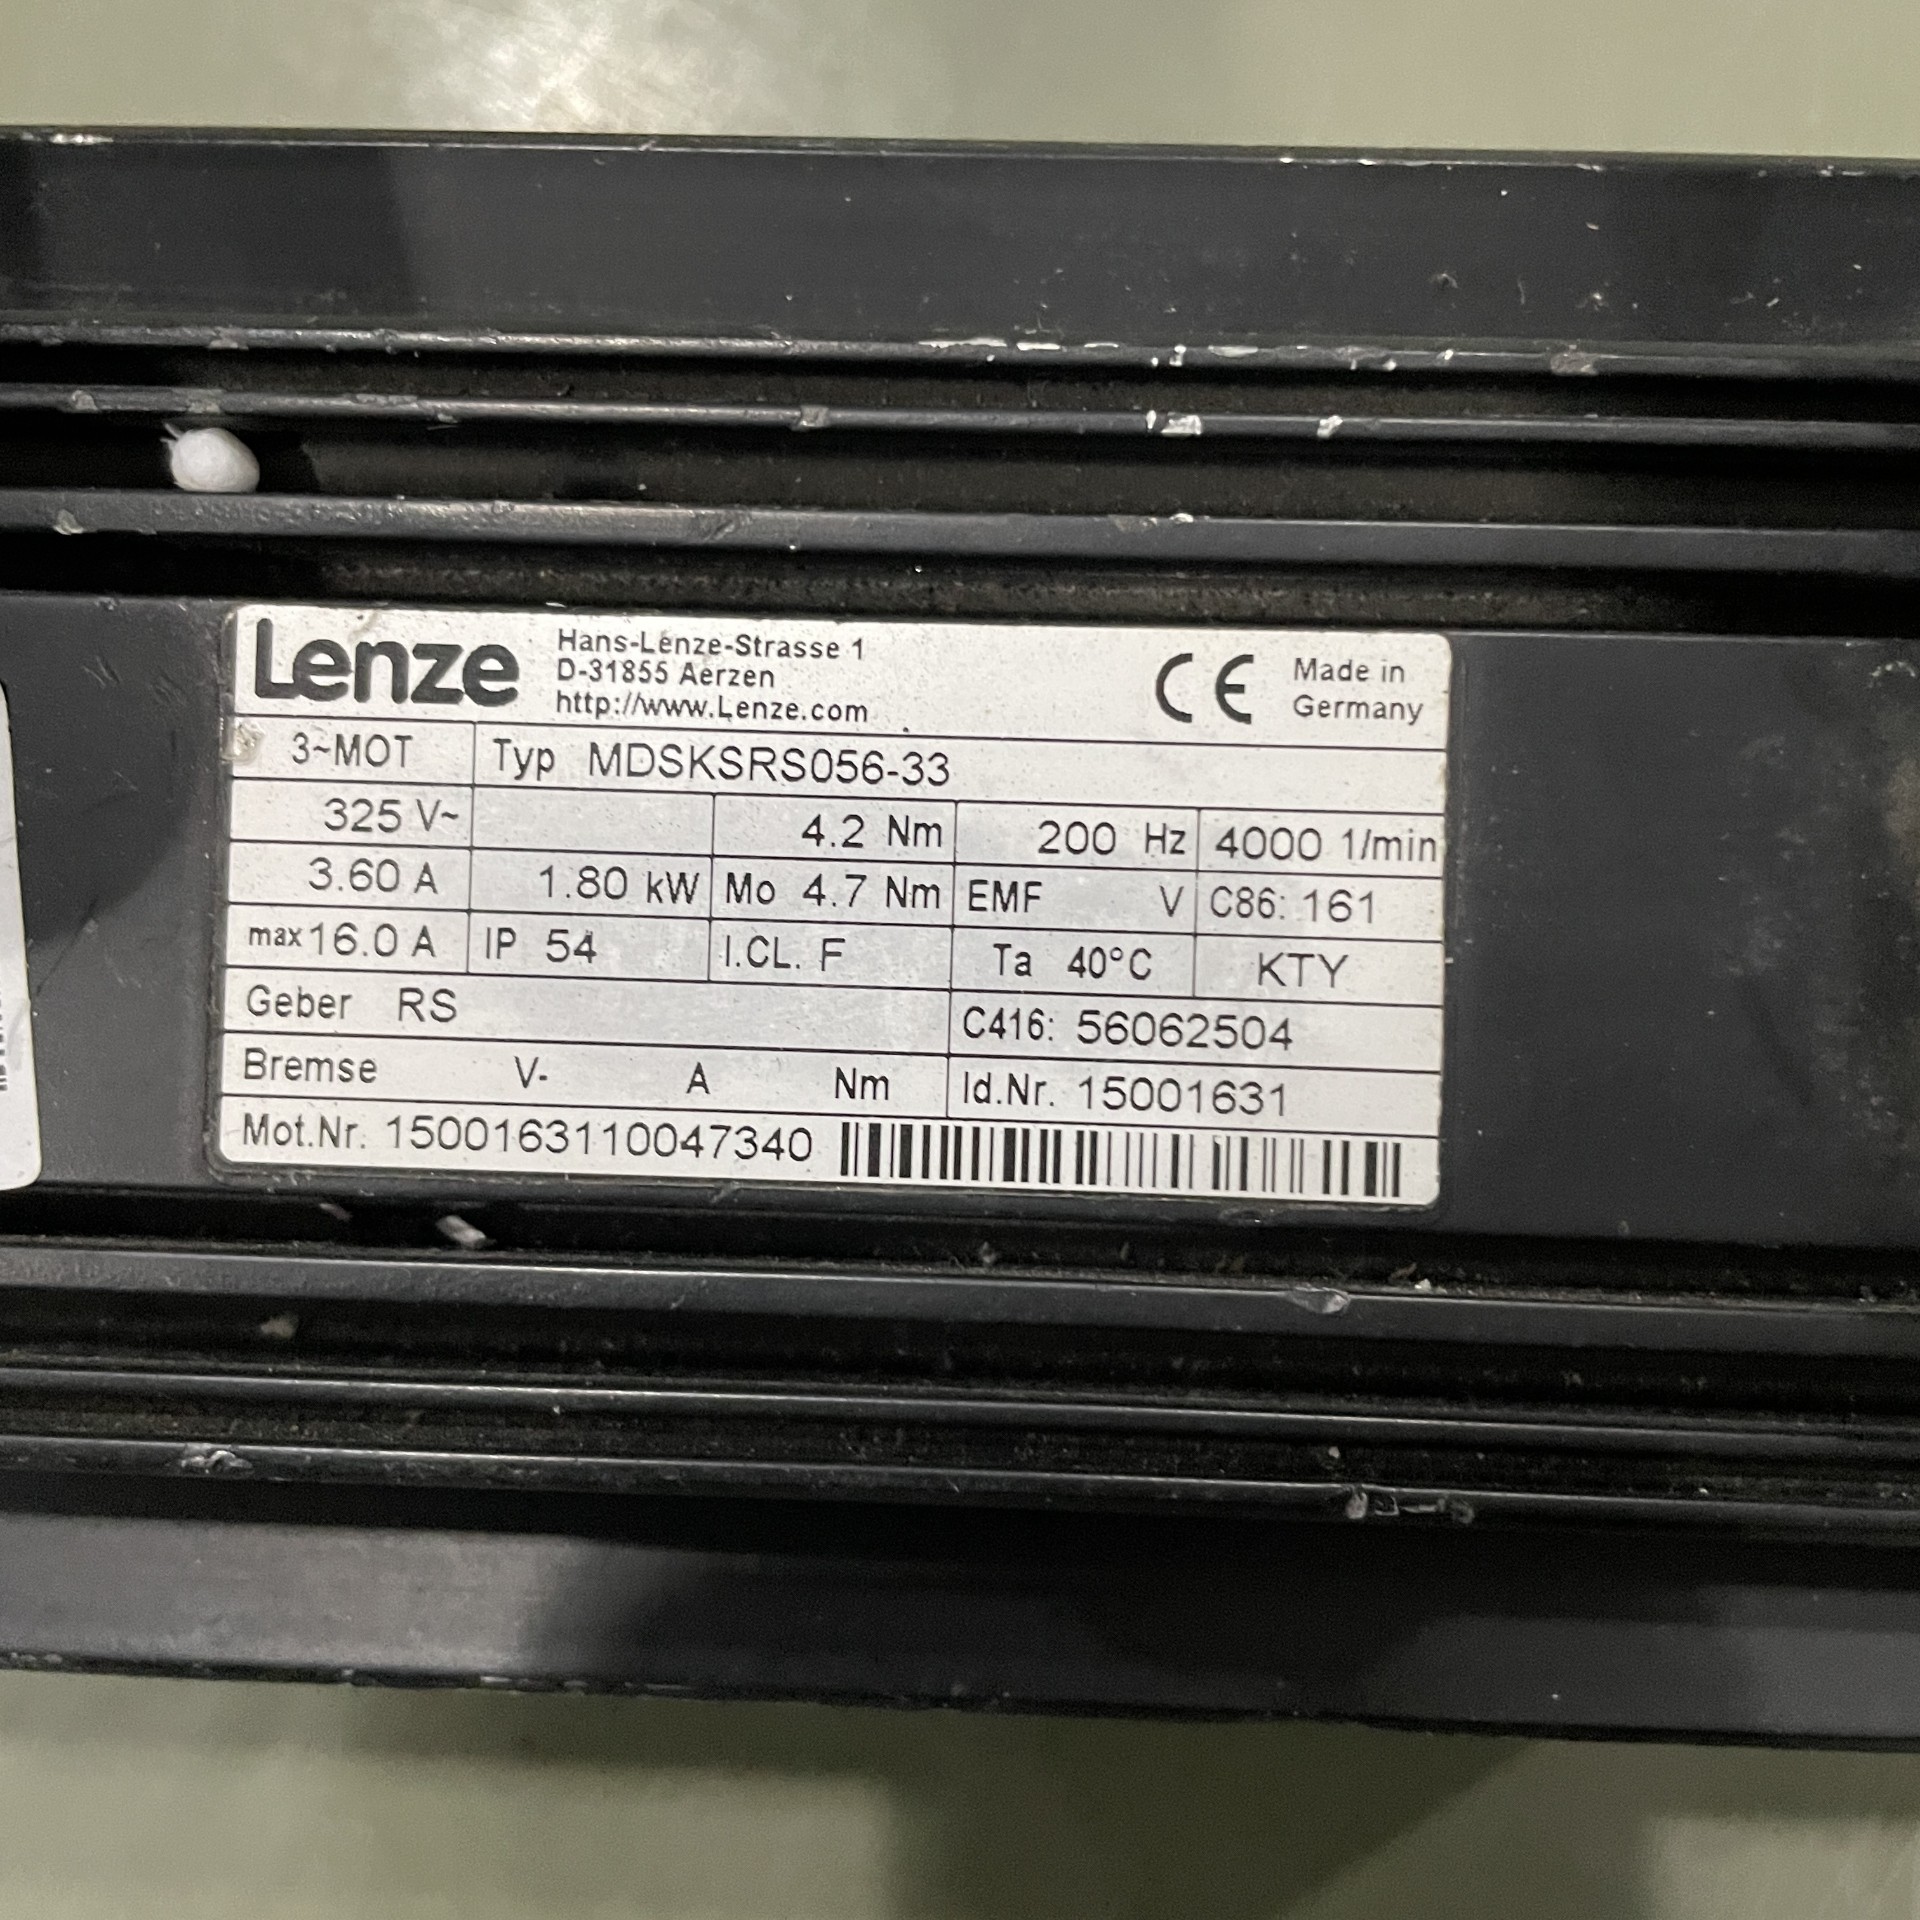 Lenze
Hans-Lenze-Strasse 1
D-31855 Aerzen
http://www.Lenze.com
CE
Made in
Germany
3~MOT Typ MDSKSRS056-33
325 V~ 4.2 Nm 200 Hz 4000 1/min
3.60 A 1.80 kW Mo 4.7 Nm EMF V C86: 161
max 16.0 A IP 54 I.CL. F Ta 40°C KTY
Geber RS C416: 56062504
Bremse V- A Nm Id.Nr. 15001631
Mot.Nr. 1500163110047340